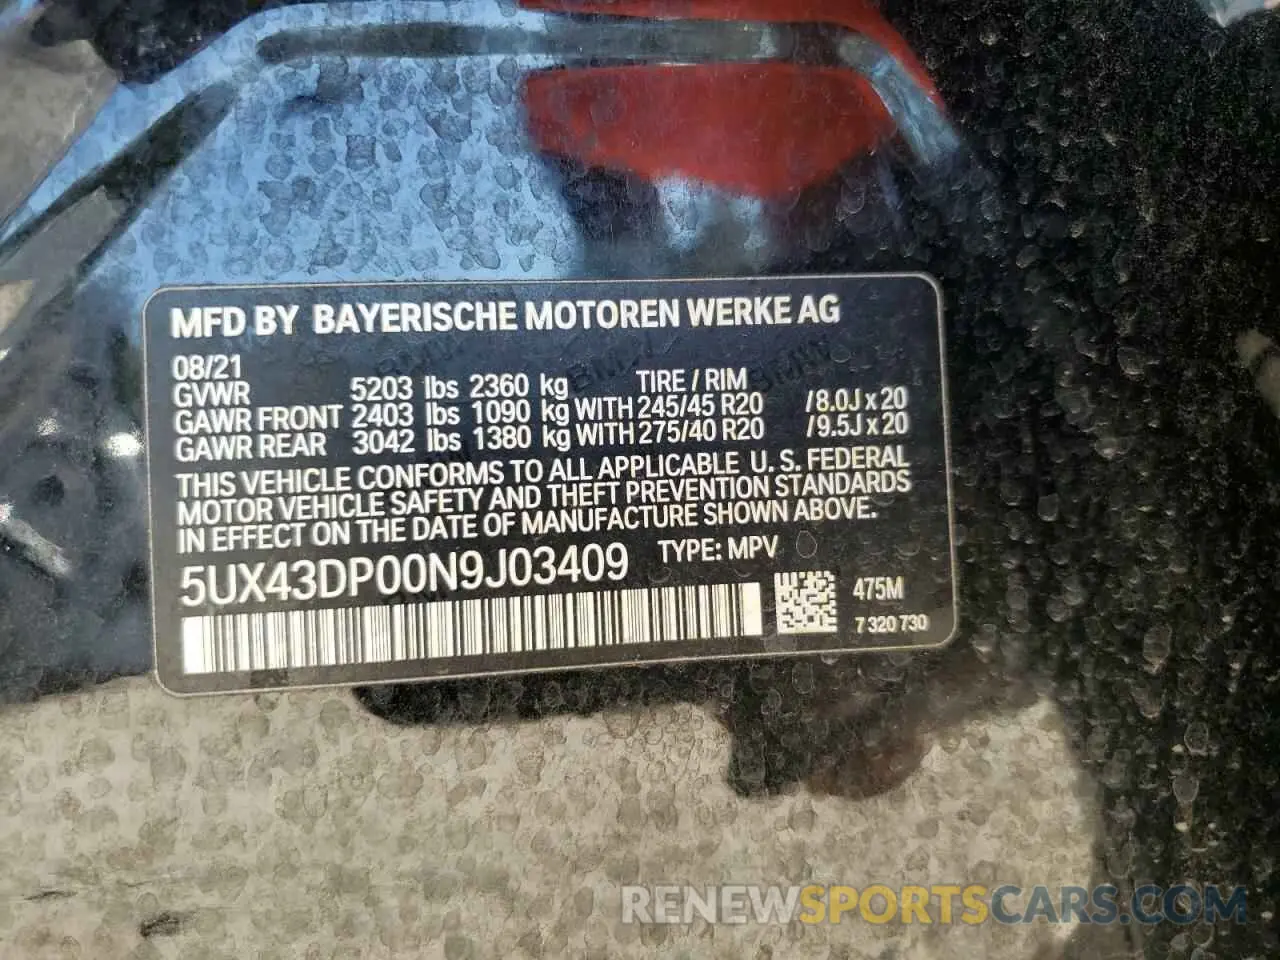 MFD BY BAYERISCHE MOTOREN WERKE AG
08/21
GVWR 5203 lbs 2360 kg TIRE / RIM
GAWR FRONT 2403 lbs 1090 kg WITH 245/45 R20 /8.0J x 20
GAWR REAR 3042 lbs 1380 kg WITH 275/40 R20 /9.5J x 20
THIS VEHICLE CONFORMS TO ALL APPLICABLE U. S. FEDERAL
MOTOR VEHICLE SAFETY AND THEFT PREVENTION STANDARDS
IN EFFECT ON THE DATE OF MANUFACTURE SHOWN ABOVE.
5UX43DP00N9J03409 TYPE: MPV
475M
7 320 730
RENEWSPORTSCARS.COM